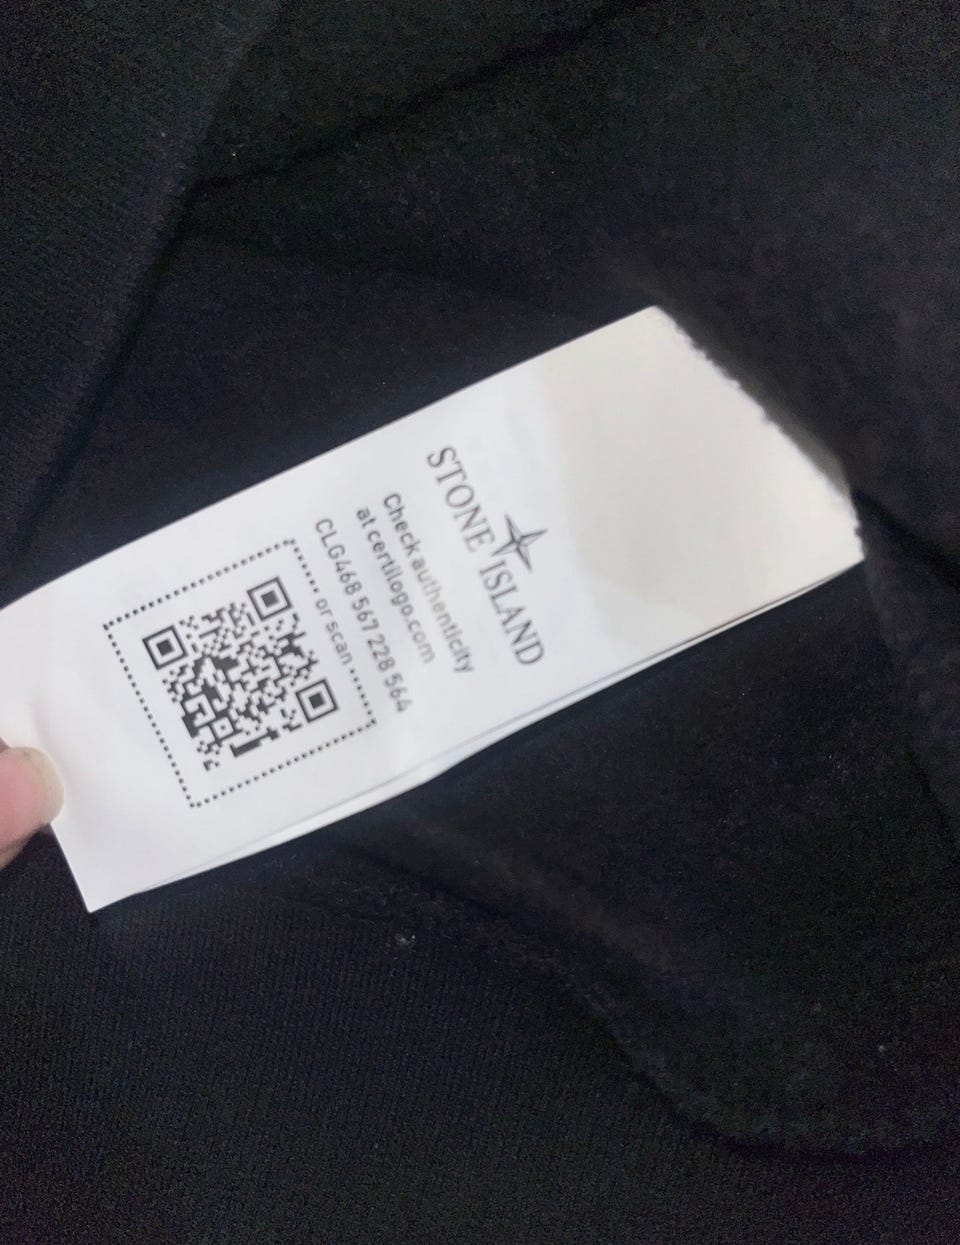 STONE ISLAND
Check authenticity
at certilogo.com
CLG468 567 228 564
or scan